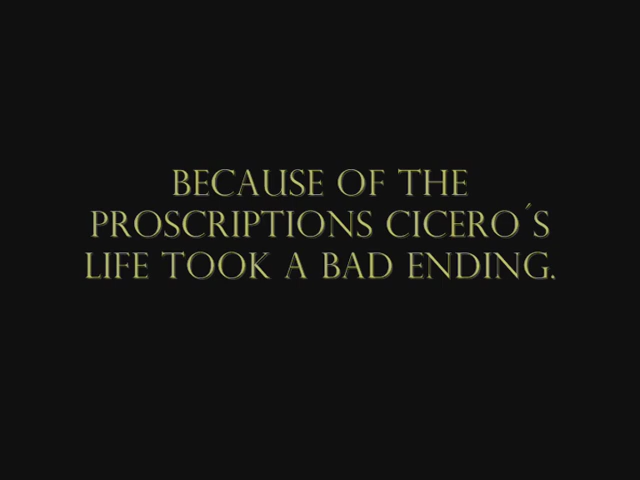 BECAUSE OF THE
PROSCRIPTIONS CICERO´S
LIFE TOOK A BAD ENDING.